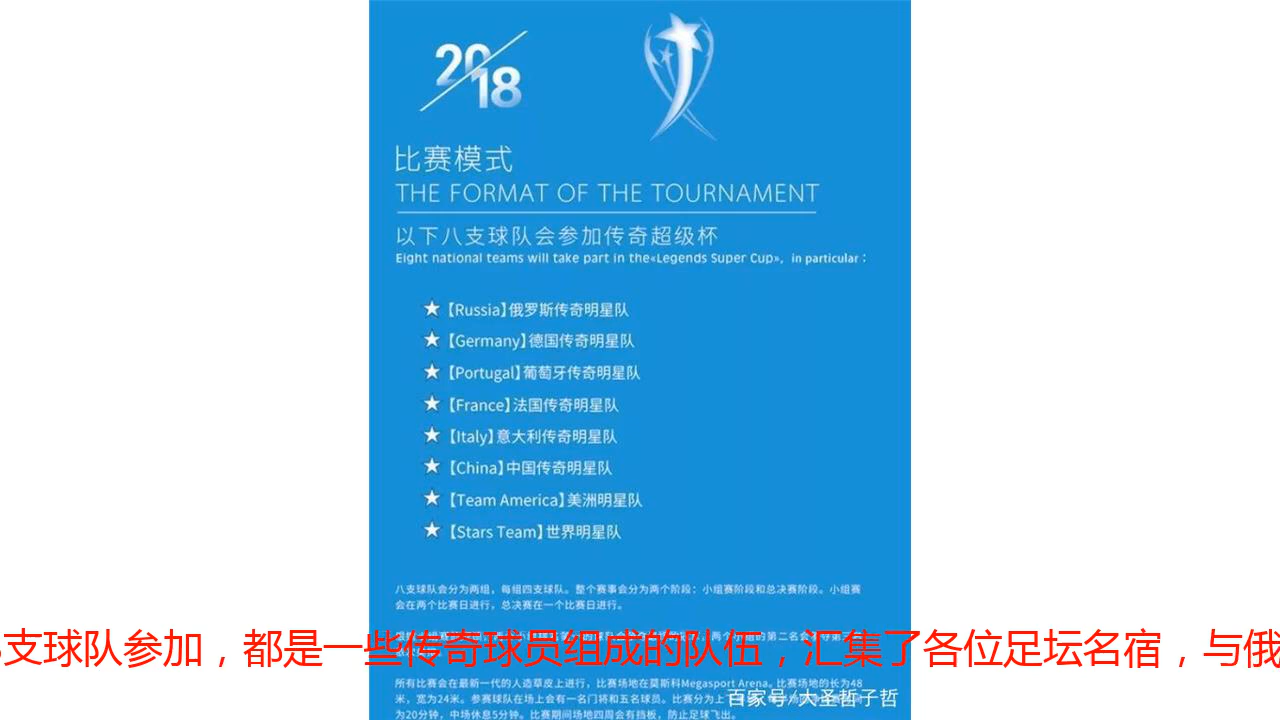 2018
比赛模式
THE FORMAT OF THE TOURNAMENT
以下八支球队会参加传奇超级杯
Eight national teams will take part in the«Legends Super Cup», in particular：
★【Russia】俄罗斯传奇明星队
★【Germany】德国传奇明星队
★【Portugal】葡萄牙传奇明星队
★【France】法国传奇明星队
★【Italy】意大利传奇明星队
★【China】中国传奇明星队
★【Team America】美洲明星队
★【Stars Team】世界明星队
八支球队会分为两组，每组四支球队。整个赛事会分为两个阶段：小组赛阶段和总决赛阶段。小组赛
会在两个比赛日进行，总决赛在一个比赛日进行。
支球队参加，都是一些传奇球员组成的队伍，汇集了各位足坛名宿，与俄
所有比赛会在最新一代的人造草皮上进行，比赛场地在莫斯科Megasport Arena。比赛场地的长为48
米，宽为24米。参赛球队在场上会有一名门将和五名球员。比赛分为上
百家号/大圣哲子哲
为20分钟，中场休息5分钟。比赛期间场地四周会有挡板，防止足球飞出。